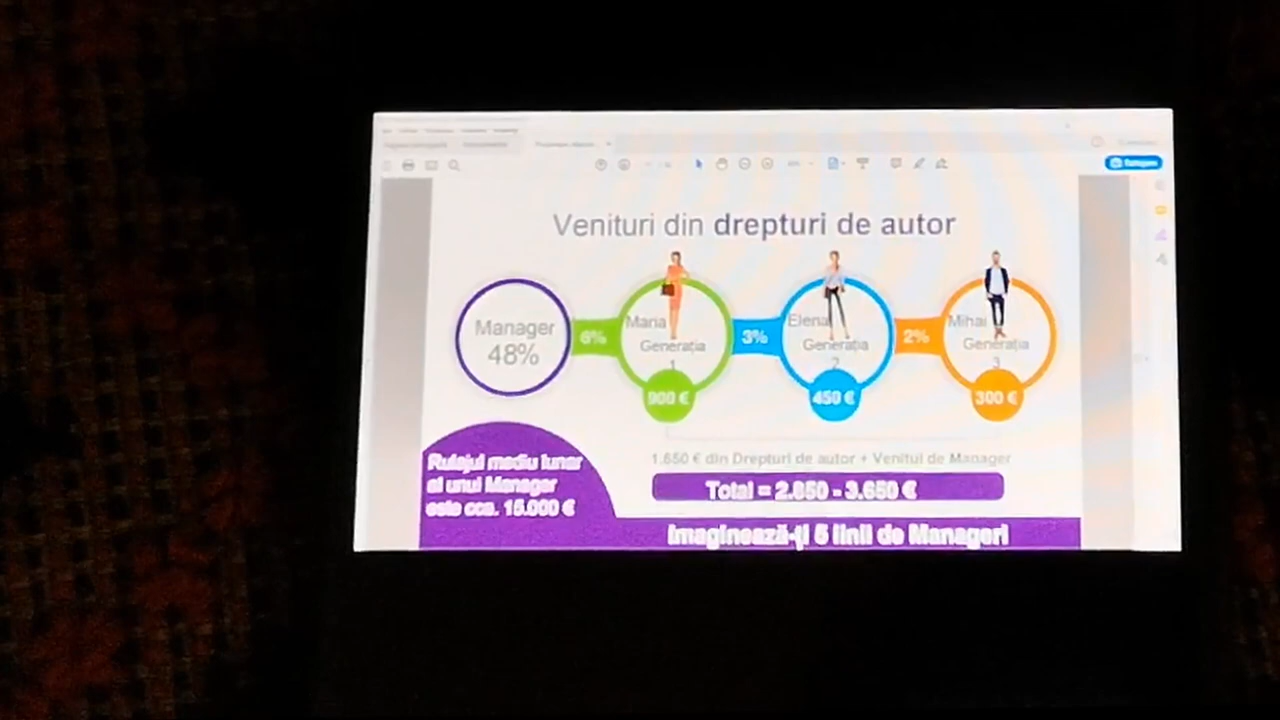 Venituri din drepturi de autor
Manager
48%
6%
Maria
Generația
1
900 €
3%
Elena
Generația
2
450 €
2%
Mihai
Generația
3
300 €
Rulajul mediu lunar
al unui Manager
este cca. 15.000 €
1.650 € din Drepturi de autor + Venitul de Manager
Total = 2.850 - 3.650 €
Imaginează-ți 5 linii de Manageri